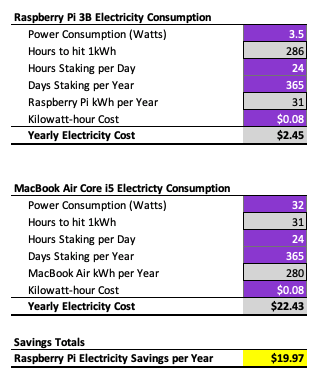 Raspberry Pi 3B Electricity Consumption
Power Consumption (Watts) 3.5
Hours to hit 1kWh 286
Hours Staking per Day 24
Days Staking per Year 365
Raspberry Pi kWh per Year 31
Kilowatt-hour Cost $0.08
Yearly Electricity Cost $2.45
MacBook Air Core i5 Electricty Consumption
Power Consumption (Watts) 32
Hours to hit 1kWh 31
Hours Staking per Day 24
Days Staking per Year 365
MacBook Air kWh per Year 280
Kilowatt-hour Cost $0.08
Yearly Electricity Cost $22.43
Savings Totals
Raspberry Pi Electricity Savings per Year $19.97